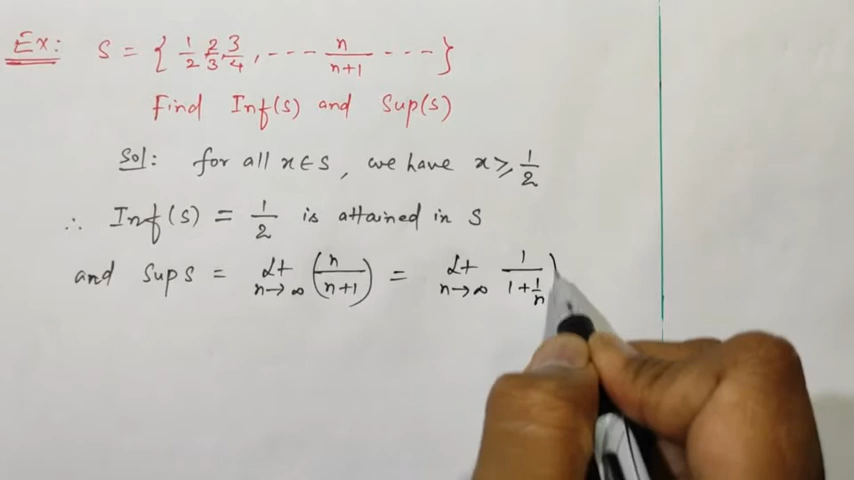 Ex: S = { 1/2, 2/3, 3/4, ---- n/n+1 ---- }
Find Inf(S) and Sup(S)
Sol: for all x ∈ S, we have x ≥ 1/2
∴ Inf(S) = 1/2 is attained in S
and Sup S = Lt n→∞ (n/n+1) = Lt n→∞ 1/1+1/n )